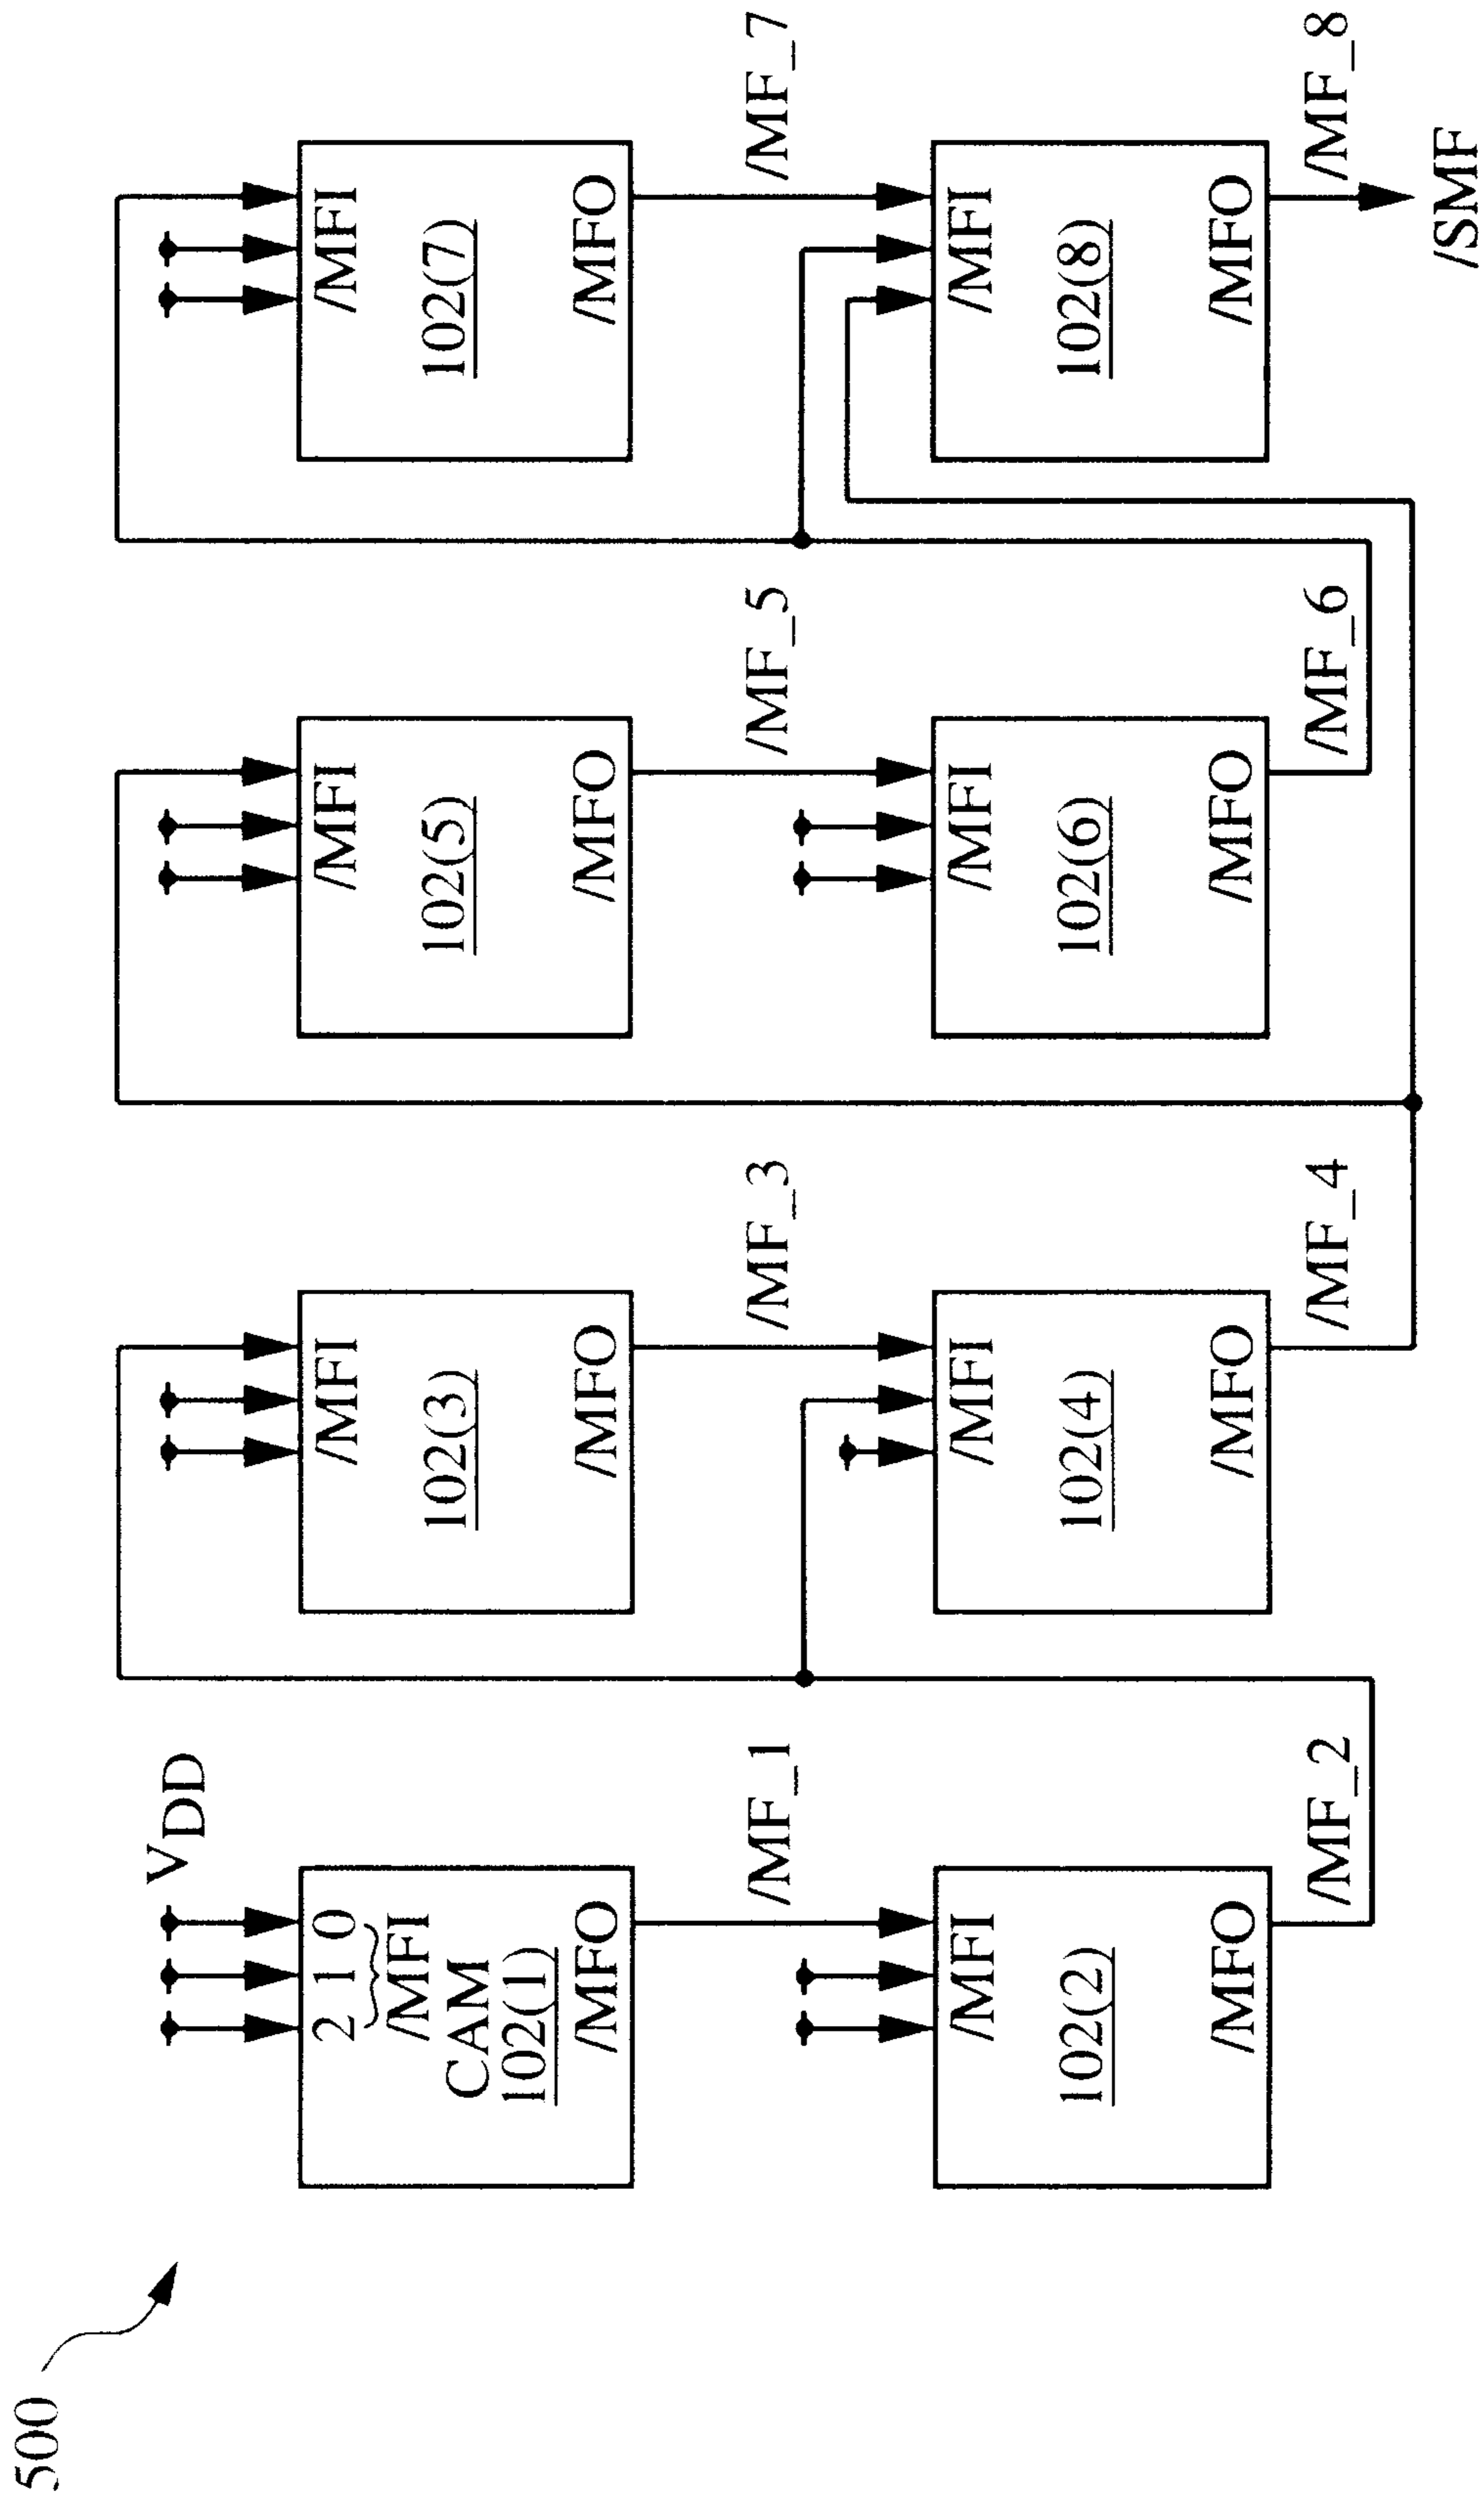 500
VDD
2 1 0
/MFI
CAM
102(1)
/MFO
/MF_1
/MFI
102(2)
/MFO
/MF_2
/MFI
102(3)
/MFO
/MF_3
/MFI
102(4)
/MFO
/MF_4
/MFI
102(5)
/MFO
/MF_5
/MFI
102(6)
/MFO
/MF_6
/MFI
102(7)
/MFO
/MF_7
/MFI
102(8)
/MFO
/MF_8
/SMF